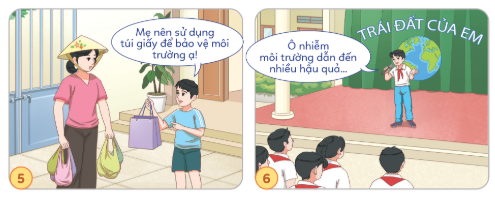 Mẹ nên sử dụng
túi giấy để bảo vệ môi
trường ạ!
5
TRÁI ĐẤT CỦA EM
Ô nhiễm
môi trường dẫn đến
nhiều hậu quả...
6